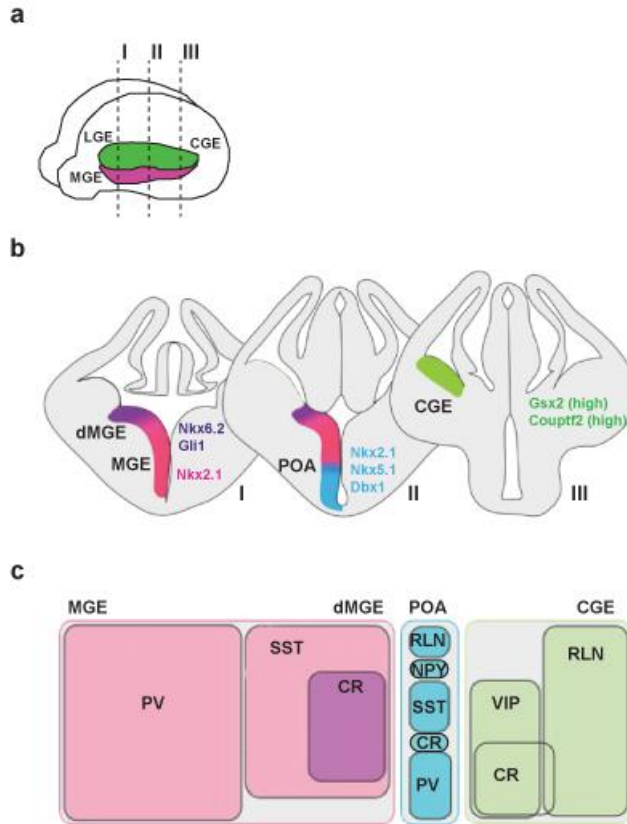 a
I II III
LGE CGE
MGE
b
dMGE
Nkx6.2
Gli1
MGE
Nkx2.1
I
POA
Nkx2.1
Nkx5.1
Dbx1
II
CGE
Gsx2 (high)
Couptf2 (high)
III
c
MGE dMGE POA CGE
PV
SST
CR
RLN
NPY
SST
CR
PV
VIP
CR
RLN